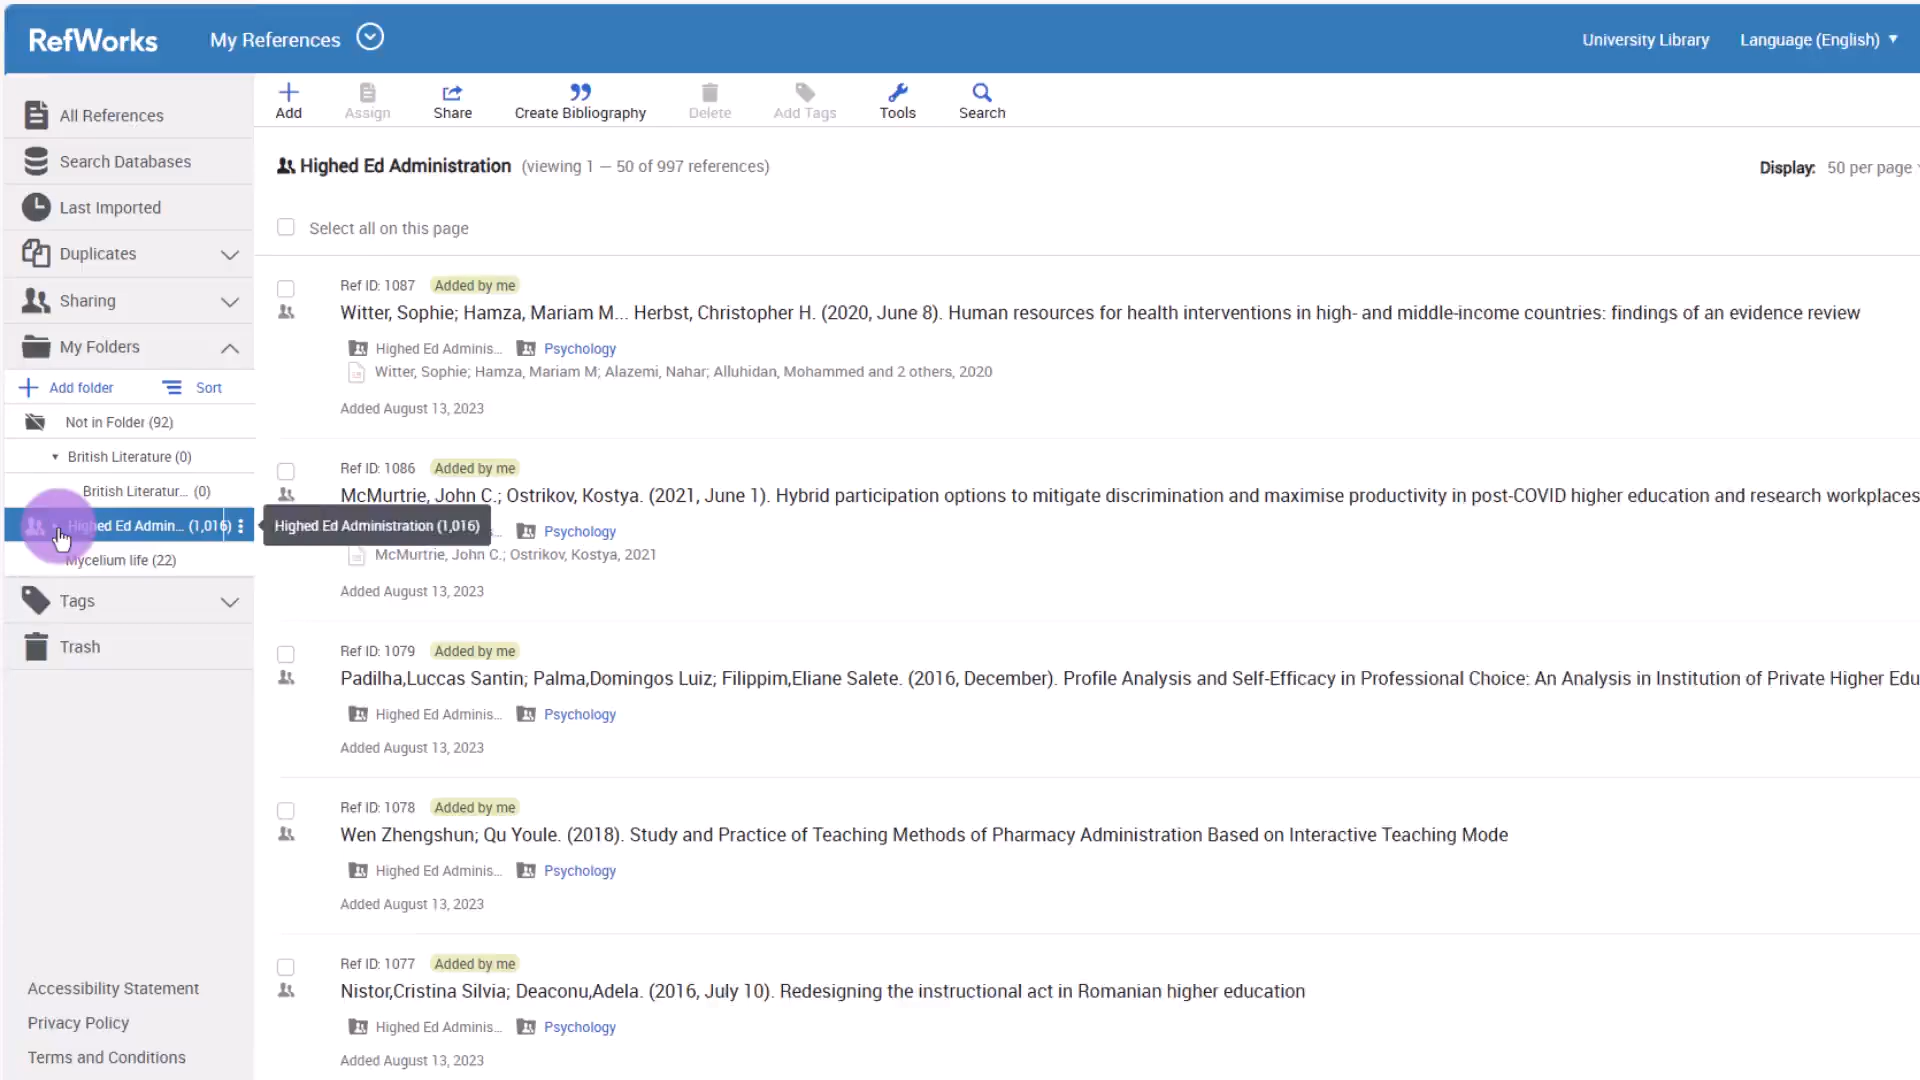 RefWorks
My References
University Library
Language (English)
All References
Search Databases
Last Imported
Duplicates
Sharing
My Folders
Add folder
Sort
Not in Folder (92)
British Literature (0)
British Literatur... (0)
Highed Ed Admin... (1,016)
Highed Ed Administration (1,016)
Mycelium life (22)
Tags
Trash
Accessibility Statement
Privacy Policy
Terms and Conditions
Add
Assign
Share
Create Bibliography
Delete
Add Tags
Tools
Search
Highed Ed Administration (viewing 1 — 50 of 997 references)
Display: 50 per page
Select all on this page
Ref ID: 1087 Added by me
Witter, Sophie; Hamza, Mariam M... Herbst, Christopher H. (2020, June 8). Human resources for health interventions in high- and middle-income countries: findings of an evidence review
Highed Ed Adminis... Psychology
Witter, Sophie; Hamza, Mariam M; Alazemi, Nahar; Alluhidan, Mohammed and 2 others, 2020
Added August 13, 2023
Ref ID: 1086 Added by me
McMurtrie, John C.; Ostrikov, Kostya. (2021, June 1). Hybrid participation options to mitigate discrimination and maximise productivity in post-COVID higher education and research workplaces
Psychology
McMurtrie, John C.; Ostrikov, Kostya, 2021
Added August 13, 2023
Ref ID: 1079 Added by me
Padilha,Luccas Santin; Palma,Domingos Luiz; Filippim,Eliane Salete. (2016, December). Profile Analysis and Self-Efficacy in Professional Choice: An Analysis in Institution of Private Higher Edu
Highed Ed Adminis... Psychology
Added August 13, 2023
Ref ID: 1078 Added by me
Wen Zhengshun; Qu Youle. (2018). Study and Practice of Teaching Methods of Pharmacy Administration Based on Interactive Teaching Mode
Highed Ed Adminis... Psychology
Added August 13, 2023
Ref ID: 1077 Added by me
Nistor,Cristina Silvia; Deaconu,Adela. (2016, July 10). Redesigning the instructional act in Romanian higher education
Highed Ed Adminis... Psychology
Added August 13, 2023